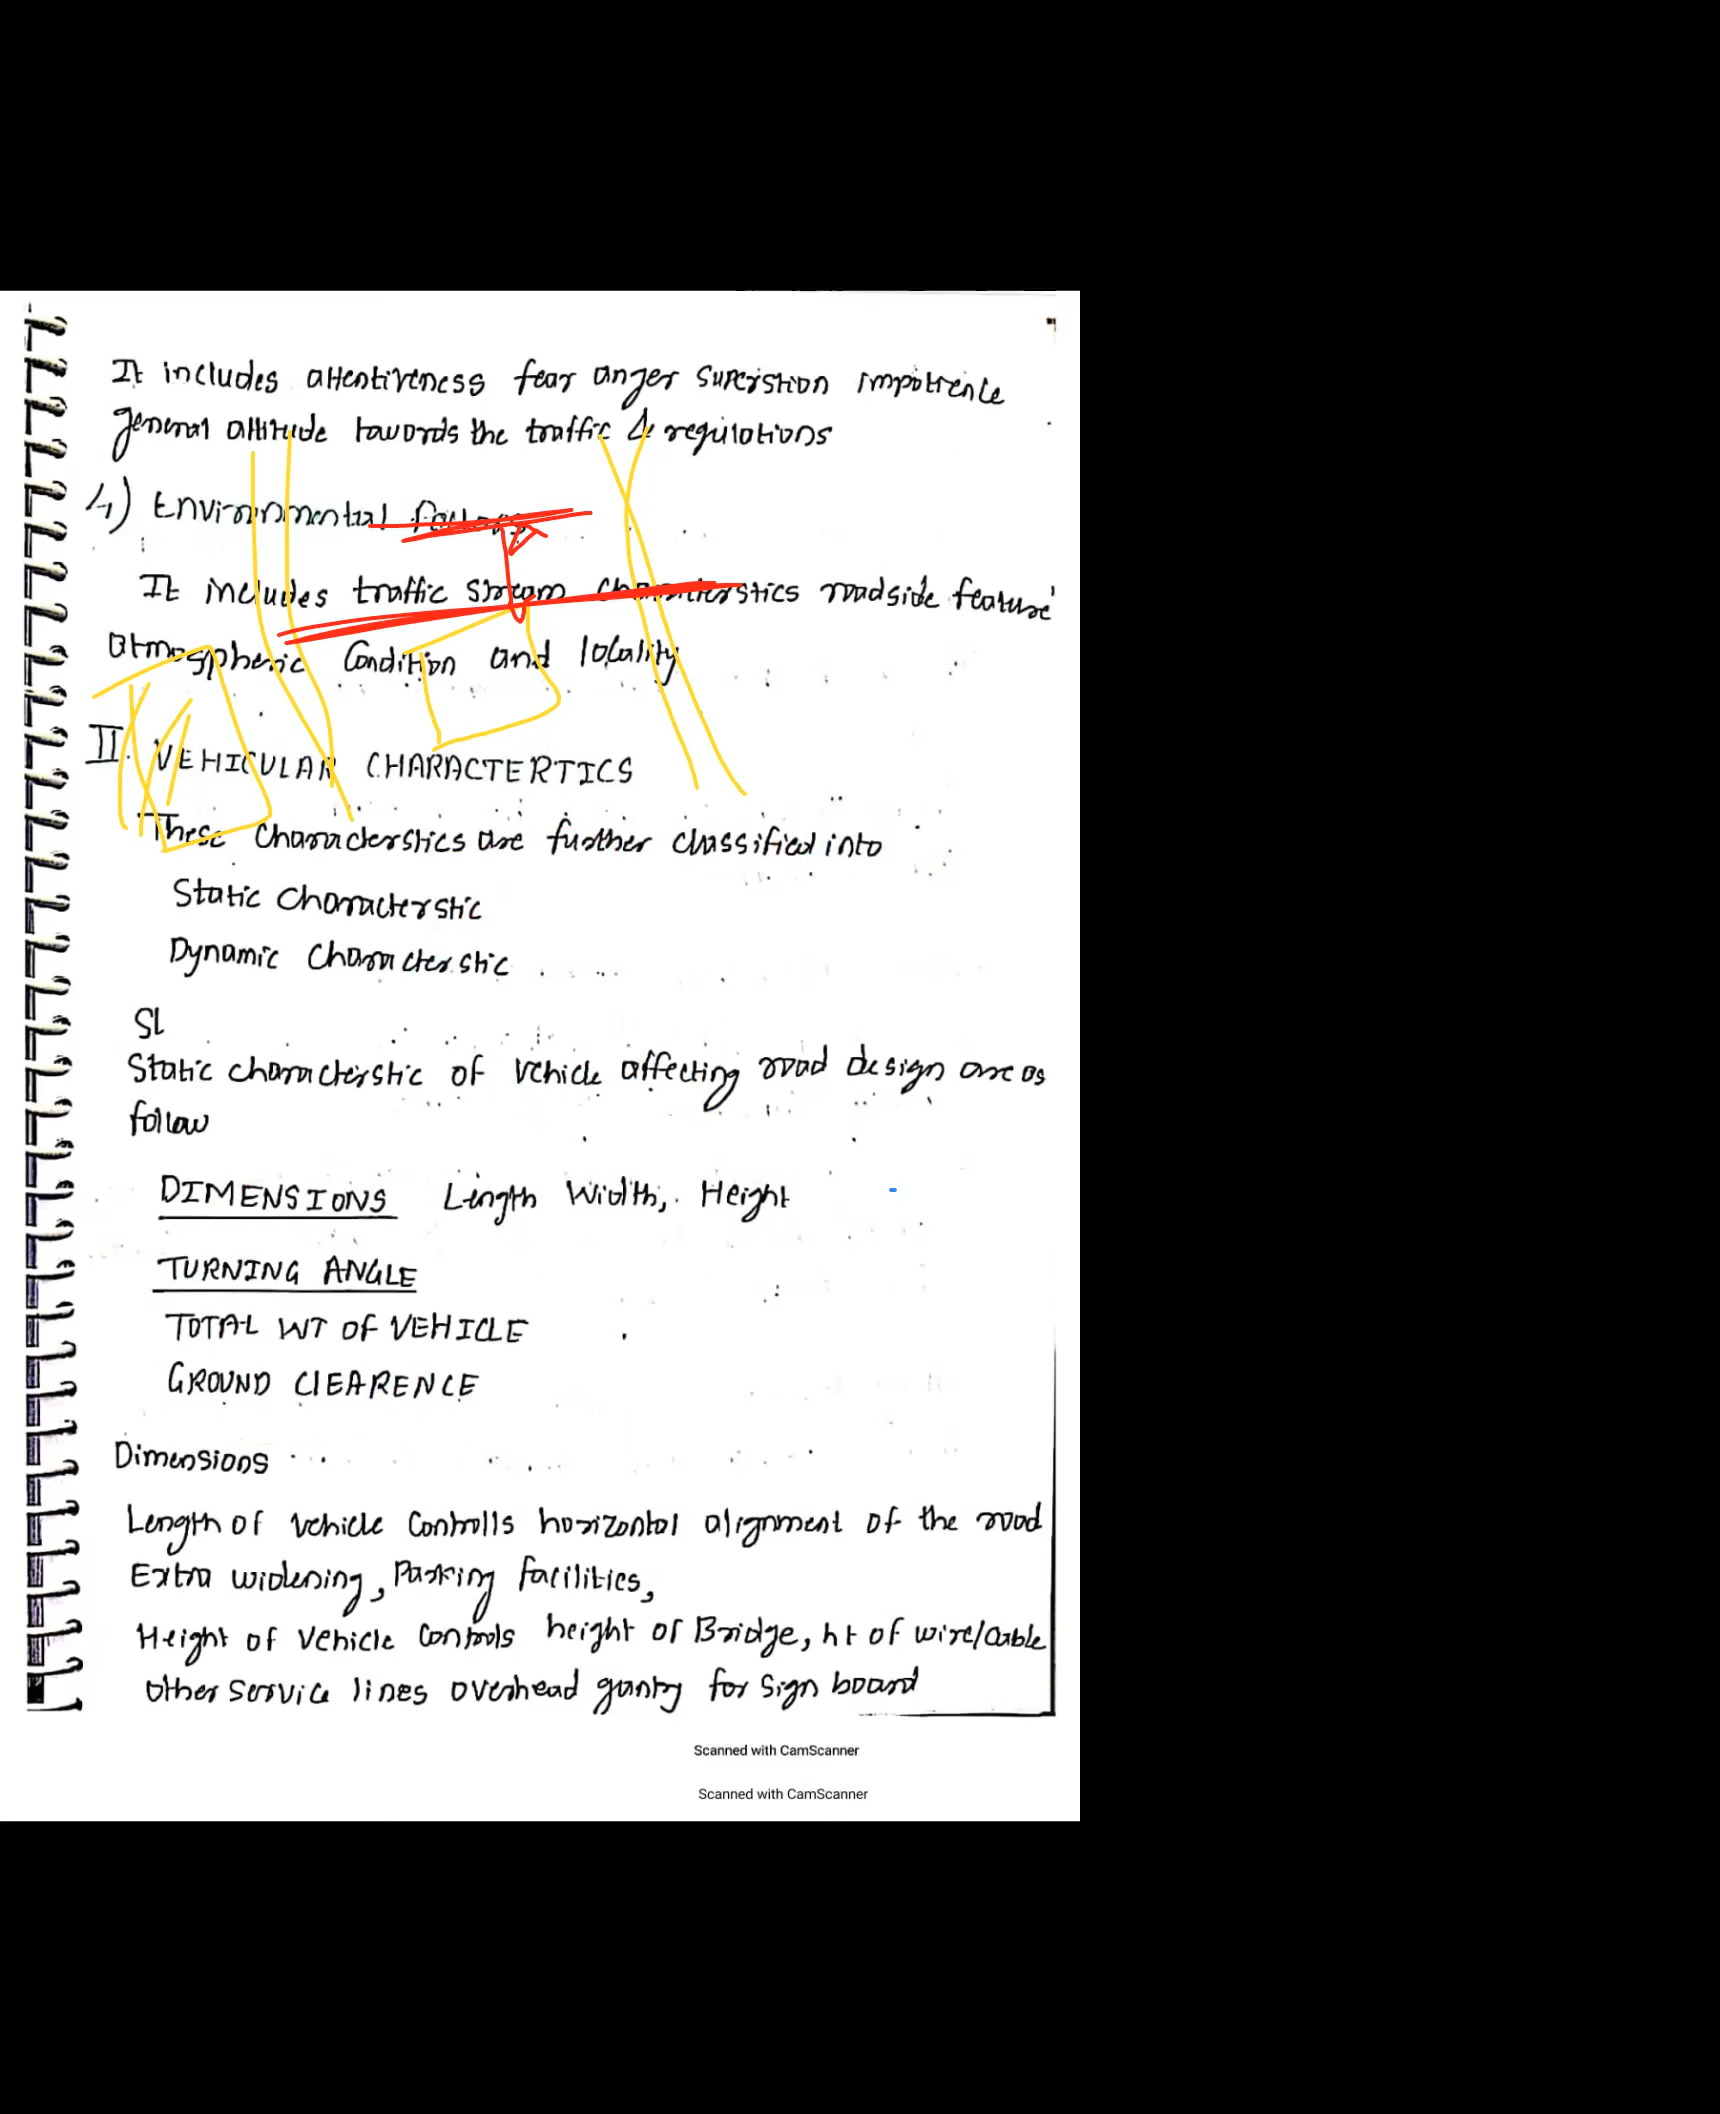 It includes attentiveness fear anger supristion impotrence
general attitude towards the traffic & regulations
4) Environmental factors
It includes traffic stream characterstics roadside feature
atmospheric Condition and locality
II. VEHICULAR CHARACTERTICS
These characterstics are further classified into
Static characterstic
Dynamic characterstic
SL
Static characterstic of vehicle affecting road design are as
follow
DIMENSIONS Length Width, Height
TURNING ANGLE
TOTAL WT OF VEHICLE
GROUND ClEARENCE
Dimensions
Length of vehicle Controlls horizontal alignment of the road
Extra widening, Parking facilities,
Height of vehicle controls height of Bridge, ht of wire/cable
other service lines overhead gantry for sign board
Scanned with CamScanner
Scanned with CamScanner